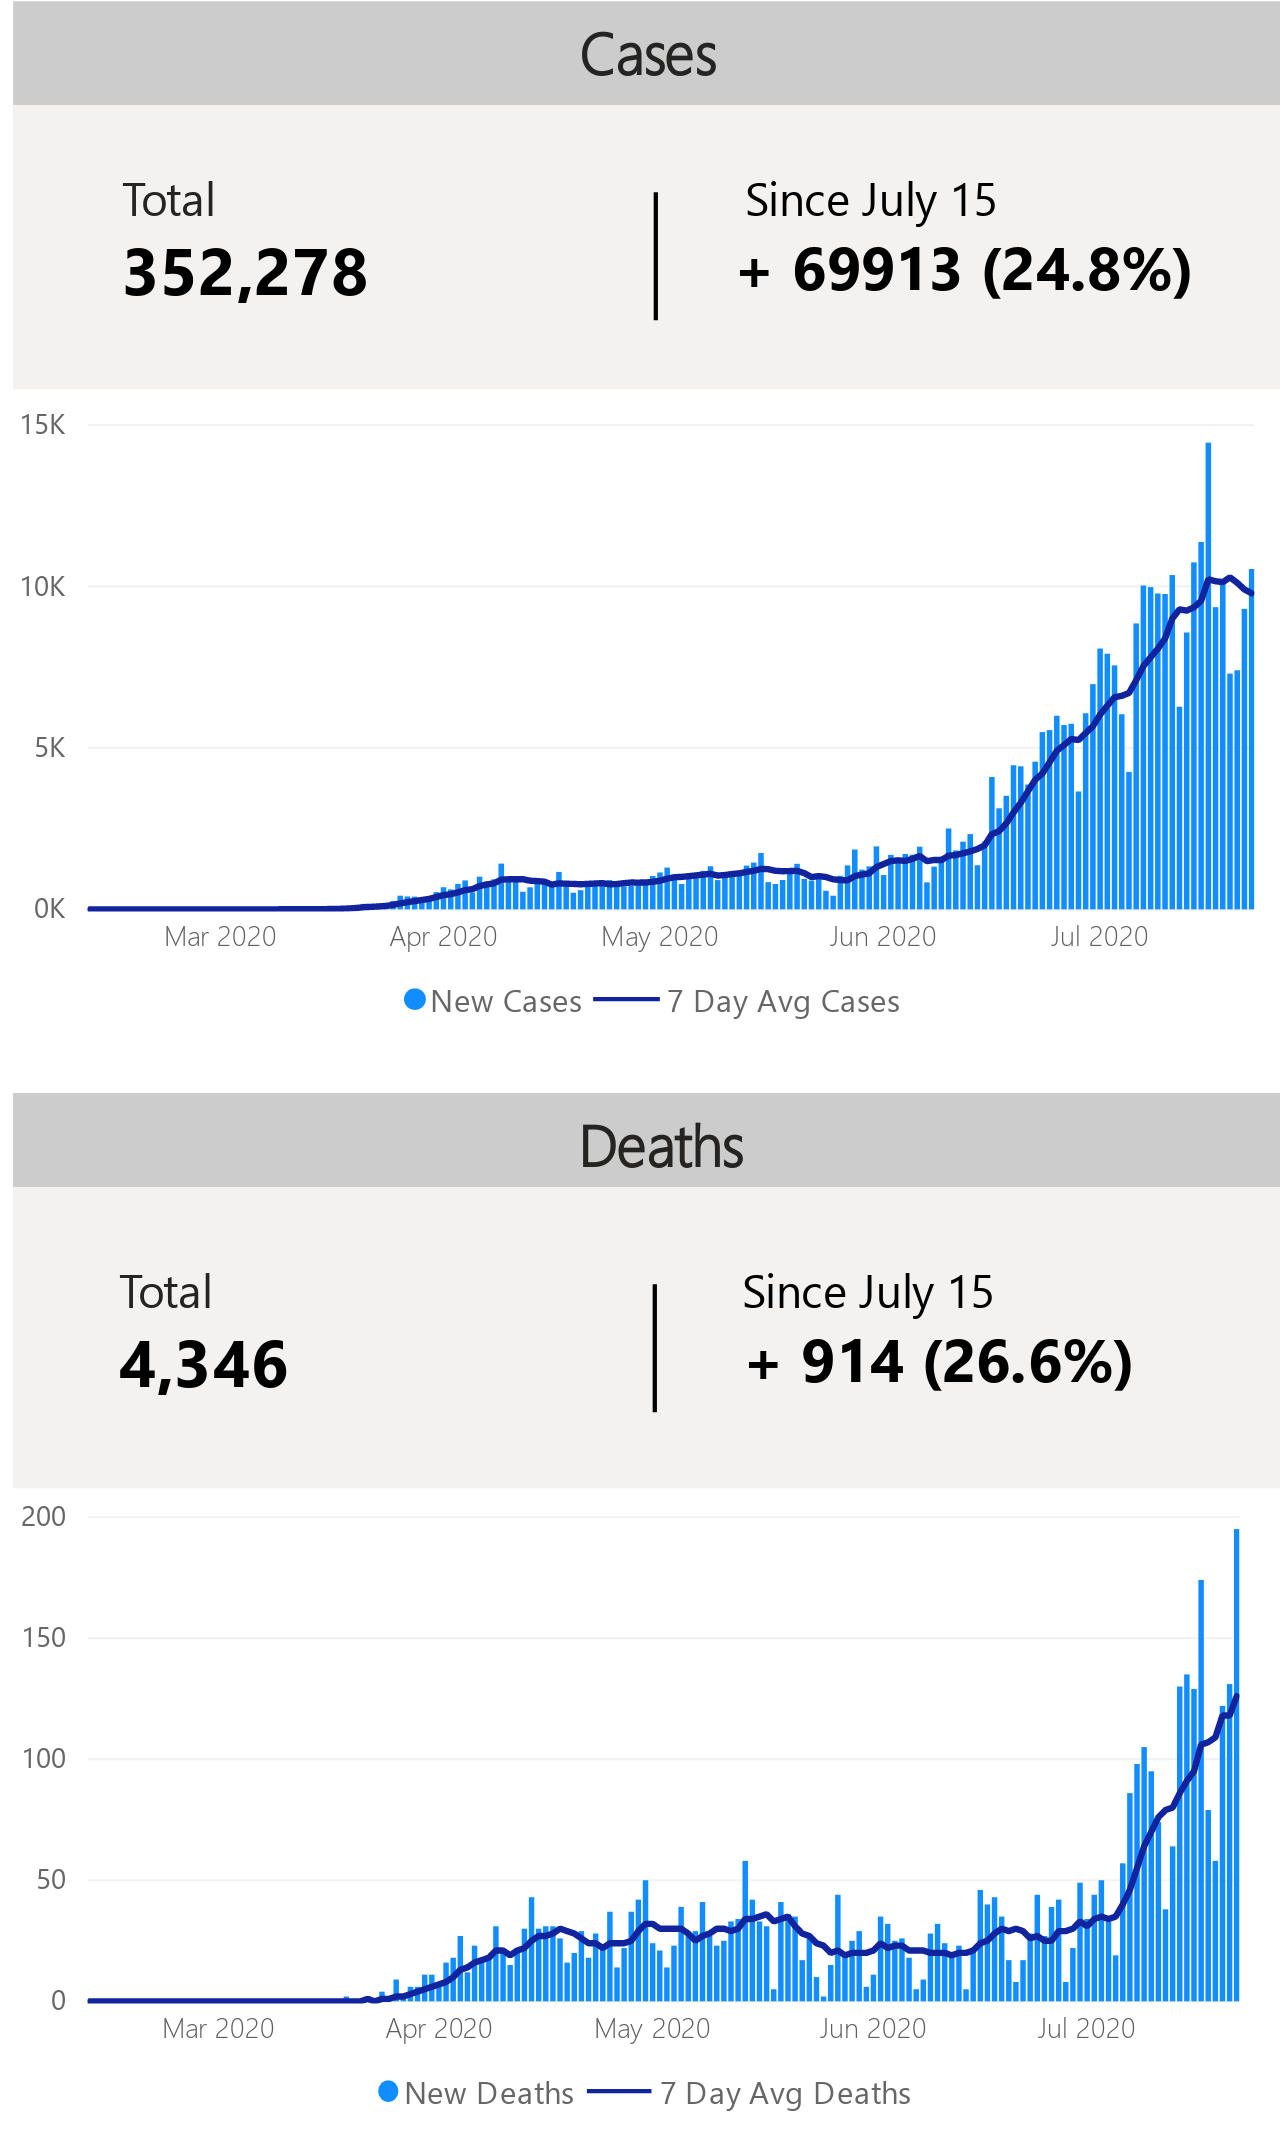 Cases
Total
352,278
Since July 15
+ 69913 (24.8%)
15K
10K
5K
0K
Mar 2020 Apr 2020 May 2020 Jun 2020 Jul 2020
New Cases 7 Day Avg Cases
Deaths
Total
4,346
Since July 15
+ 914 (26.6%)
200
150
100
50
0
Mar 2020 Apr 2020 May 2020 Jun 2020 Jul 2020
New Deaths 7 Day Avg Deaths